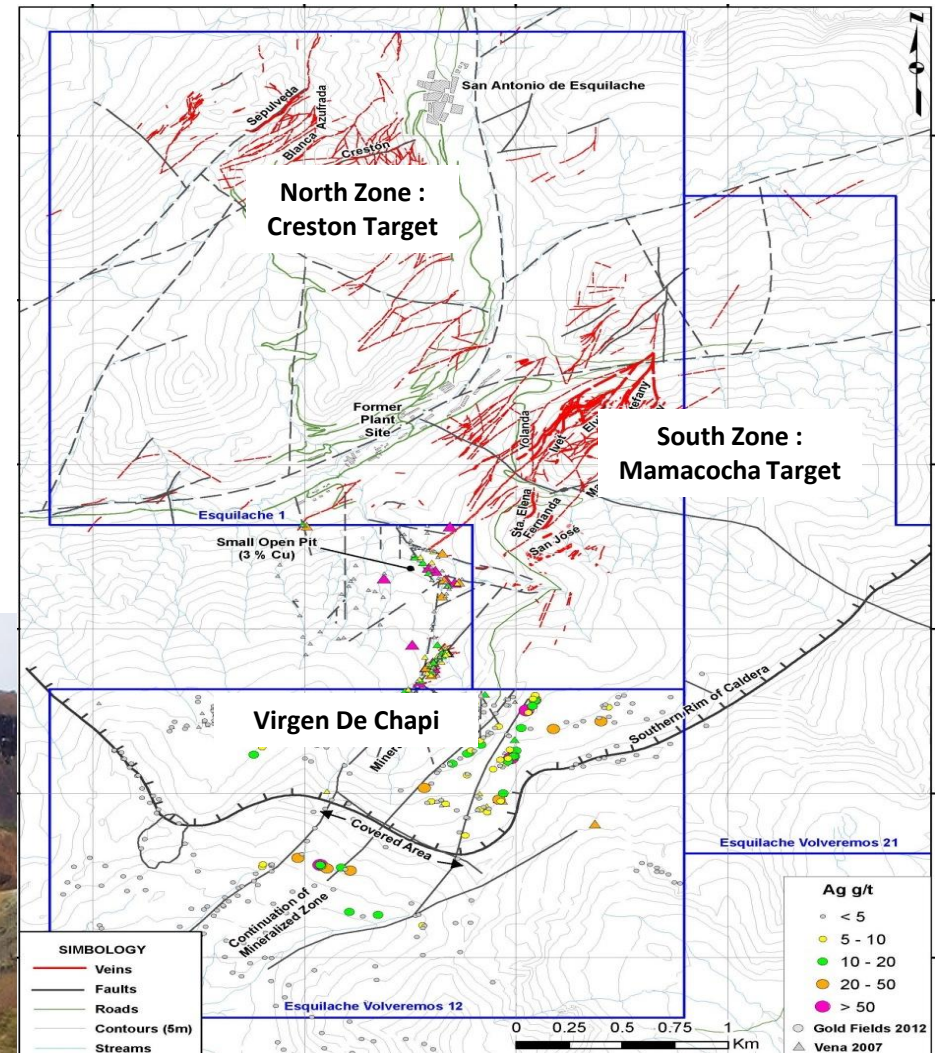 Z
San Antonio de Esquilache
Sepulveda
Azufrada
Blanca
Crestón
North Zone :
Creston Target
Former
Plant
Site
Yolanda
Ivet
South Zone :
Mamacocha Target
Sta. Elena
Fernanda
San José
Esquilache 1
Small Open Pit
(3 % Cu)
Virgen De Chapi
Southern Rim of Caldera
Covered Area
Continuation of
Mineralized Zone
Esquilache Volveremos 21
Esquilache Volveremos 12
SIMBOLOGY
Veins
Faults
Roads
Contours (5m)
Streams
Ag g/t
< 5
5 - 10
10 - 20
20 - 50
> 50
Gold Fields 2012
Vena 2007
0 0.25 0.5 0.75 1
Km